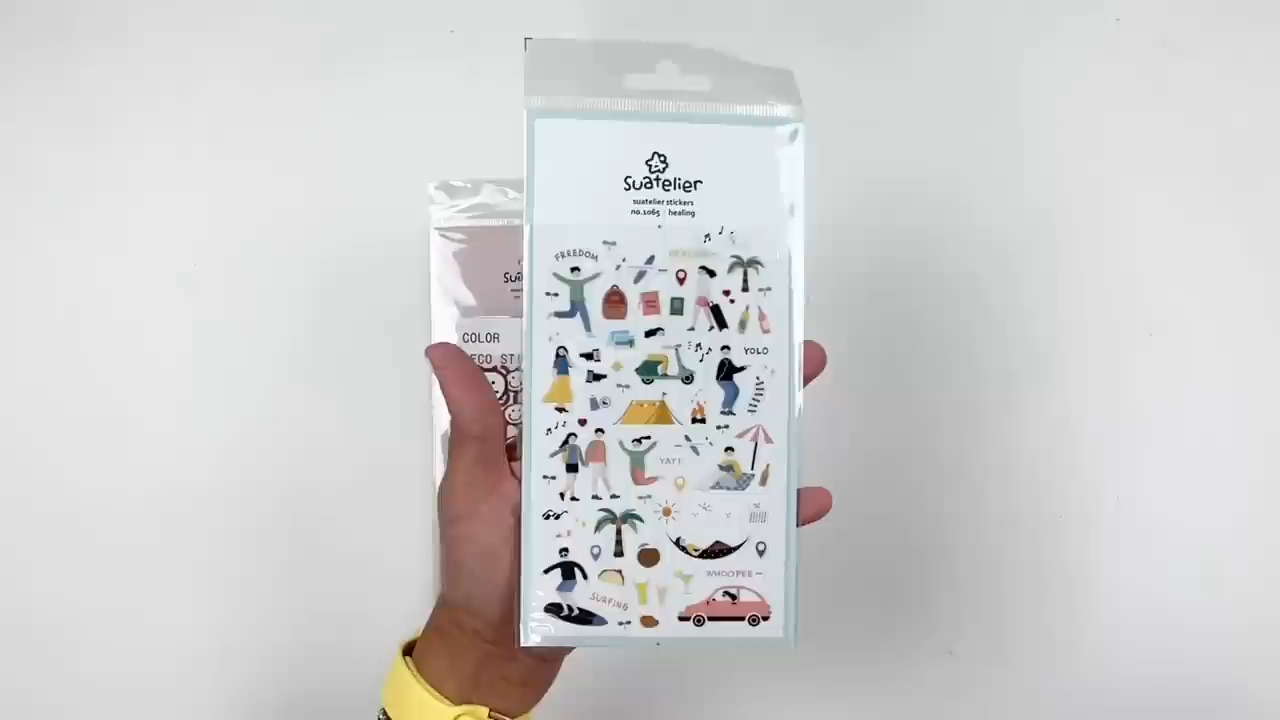 suatelier
suatelier stickers
no.1065 healing
FREEDOM
YOLO
YAY!!
SURFING
WHOOPEE
COLOR